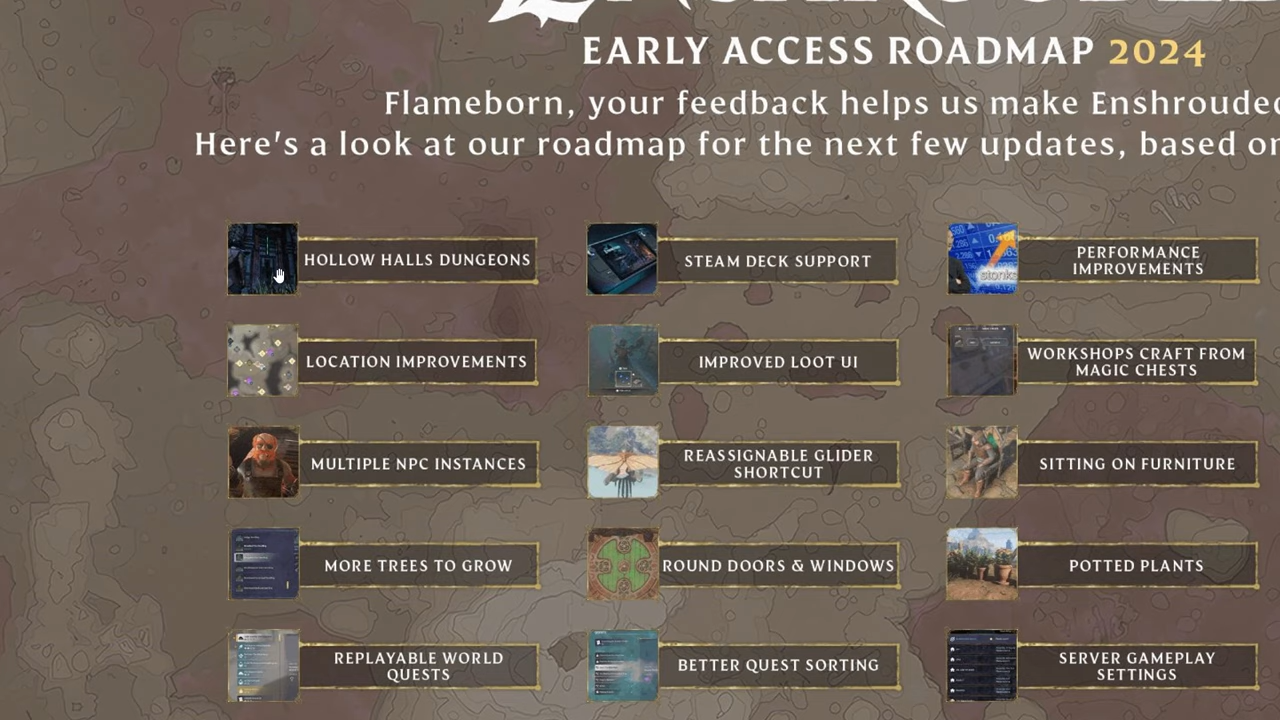 EARLY ACCESS ROADMAP 2024
Flameborn, your feedback helps us make Enshrouded
Here's a look at our roadmap for the next few updates, based on
HOLLOW HALLS DUNGEONS
STEAM DECK SUPPORT
stonks
PERFORMANCE
IMPROVEMENTS
LOCATION IMPROVEMENTS
IMPROVED LOOT UI
WORKSHOPS CRAFT FROM
MAGIC CHESTS
MULTIPLE NPC INSTANCES
REASSIGNABLE GLIDER
SHORTCUT
SITTING ON FURNITURE
MORE TREES TO GROW
ROUND DOORS & WINDOWS
POTTED PLANTS
REPLAYABLE WORLD
QUESTS
BETTER QUEST SORTING
SERVER GAMEPLAY
SETTINGS